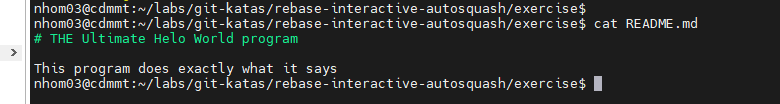 nhom03@cdmmt:~/labs/git-katas/rebase-interactive-autosquash/exercise$
nhom03@cdmmt:~/labs/git-katas/rebase-interactive-autosquash/exercise$ cat README.md
# THE Ultimate Helo World program

This program does exactly what it says
nhom03@cdmmt:~/labs/git-katas/rebase-interactive-autosquash/exercise$